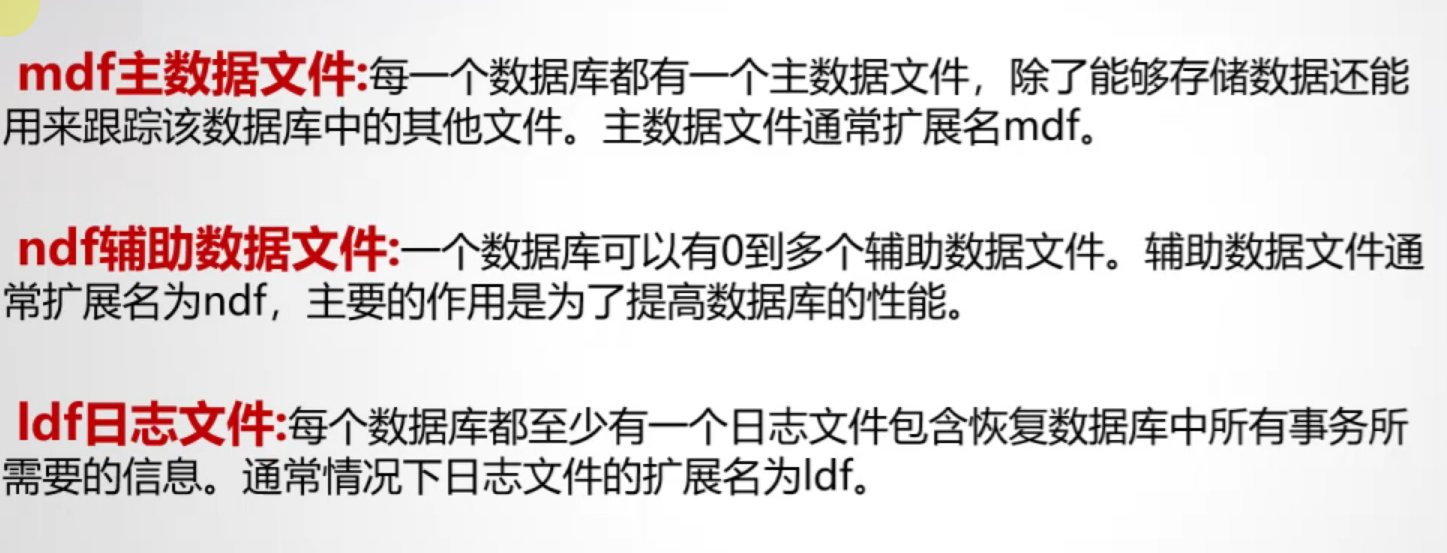 mdf主数据文件:每一个数据库都有一个主数据文件，除了能够存储数据还能
用来跟踪该数据库中的其他文件。主数据文件通常扩展名mdf。
ndf辅助数据文件:一个数据库可以有0到多个辅助数据文件。辅助数据文件通
常扩展名为ndf，主要的作用是为了提高数据库的性能。
ldf日志文件:每个数据库都至少有一个日志文件包含恢复数据库中所有事务所
需要的信息。通常情况下日志文件的扩展名为ldf。